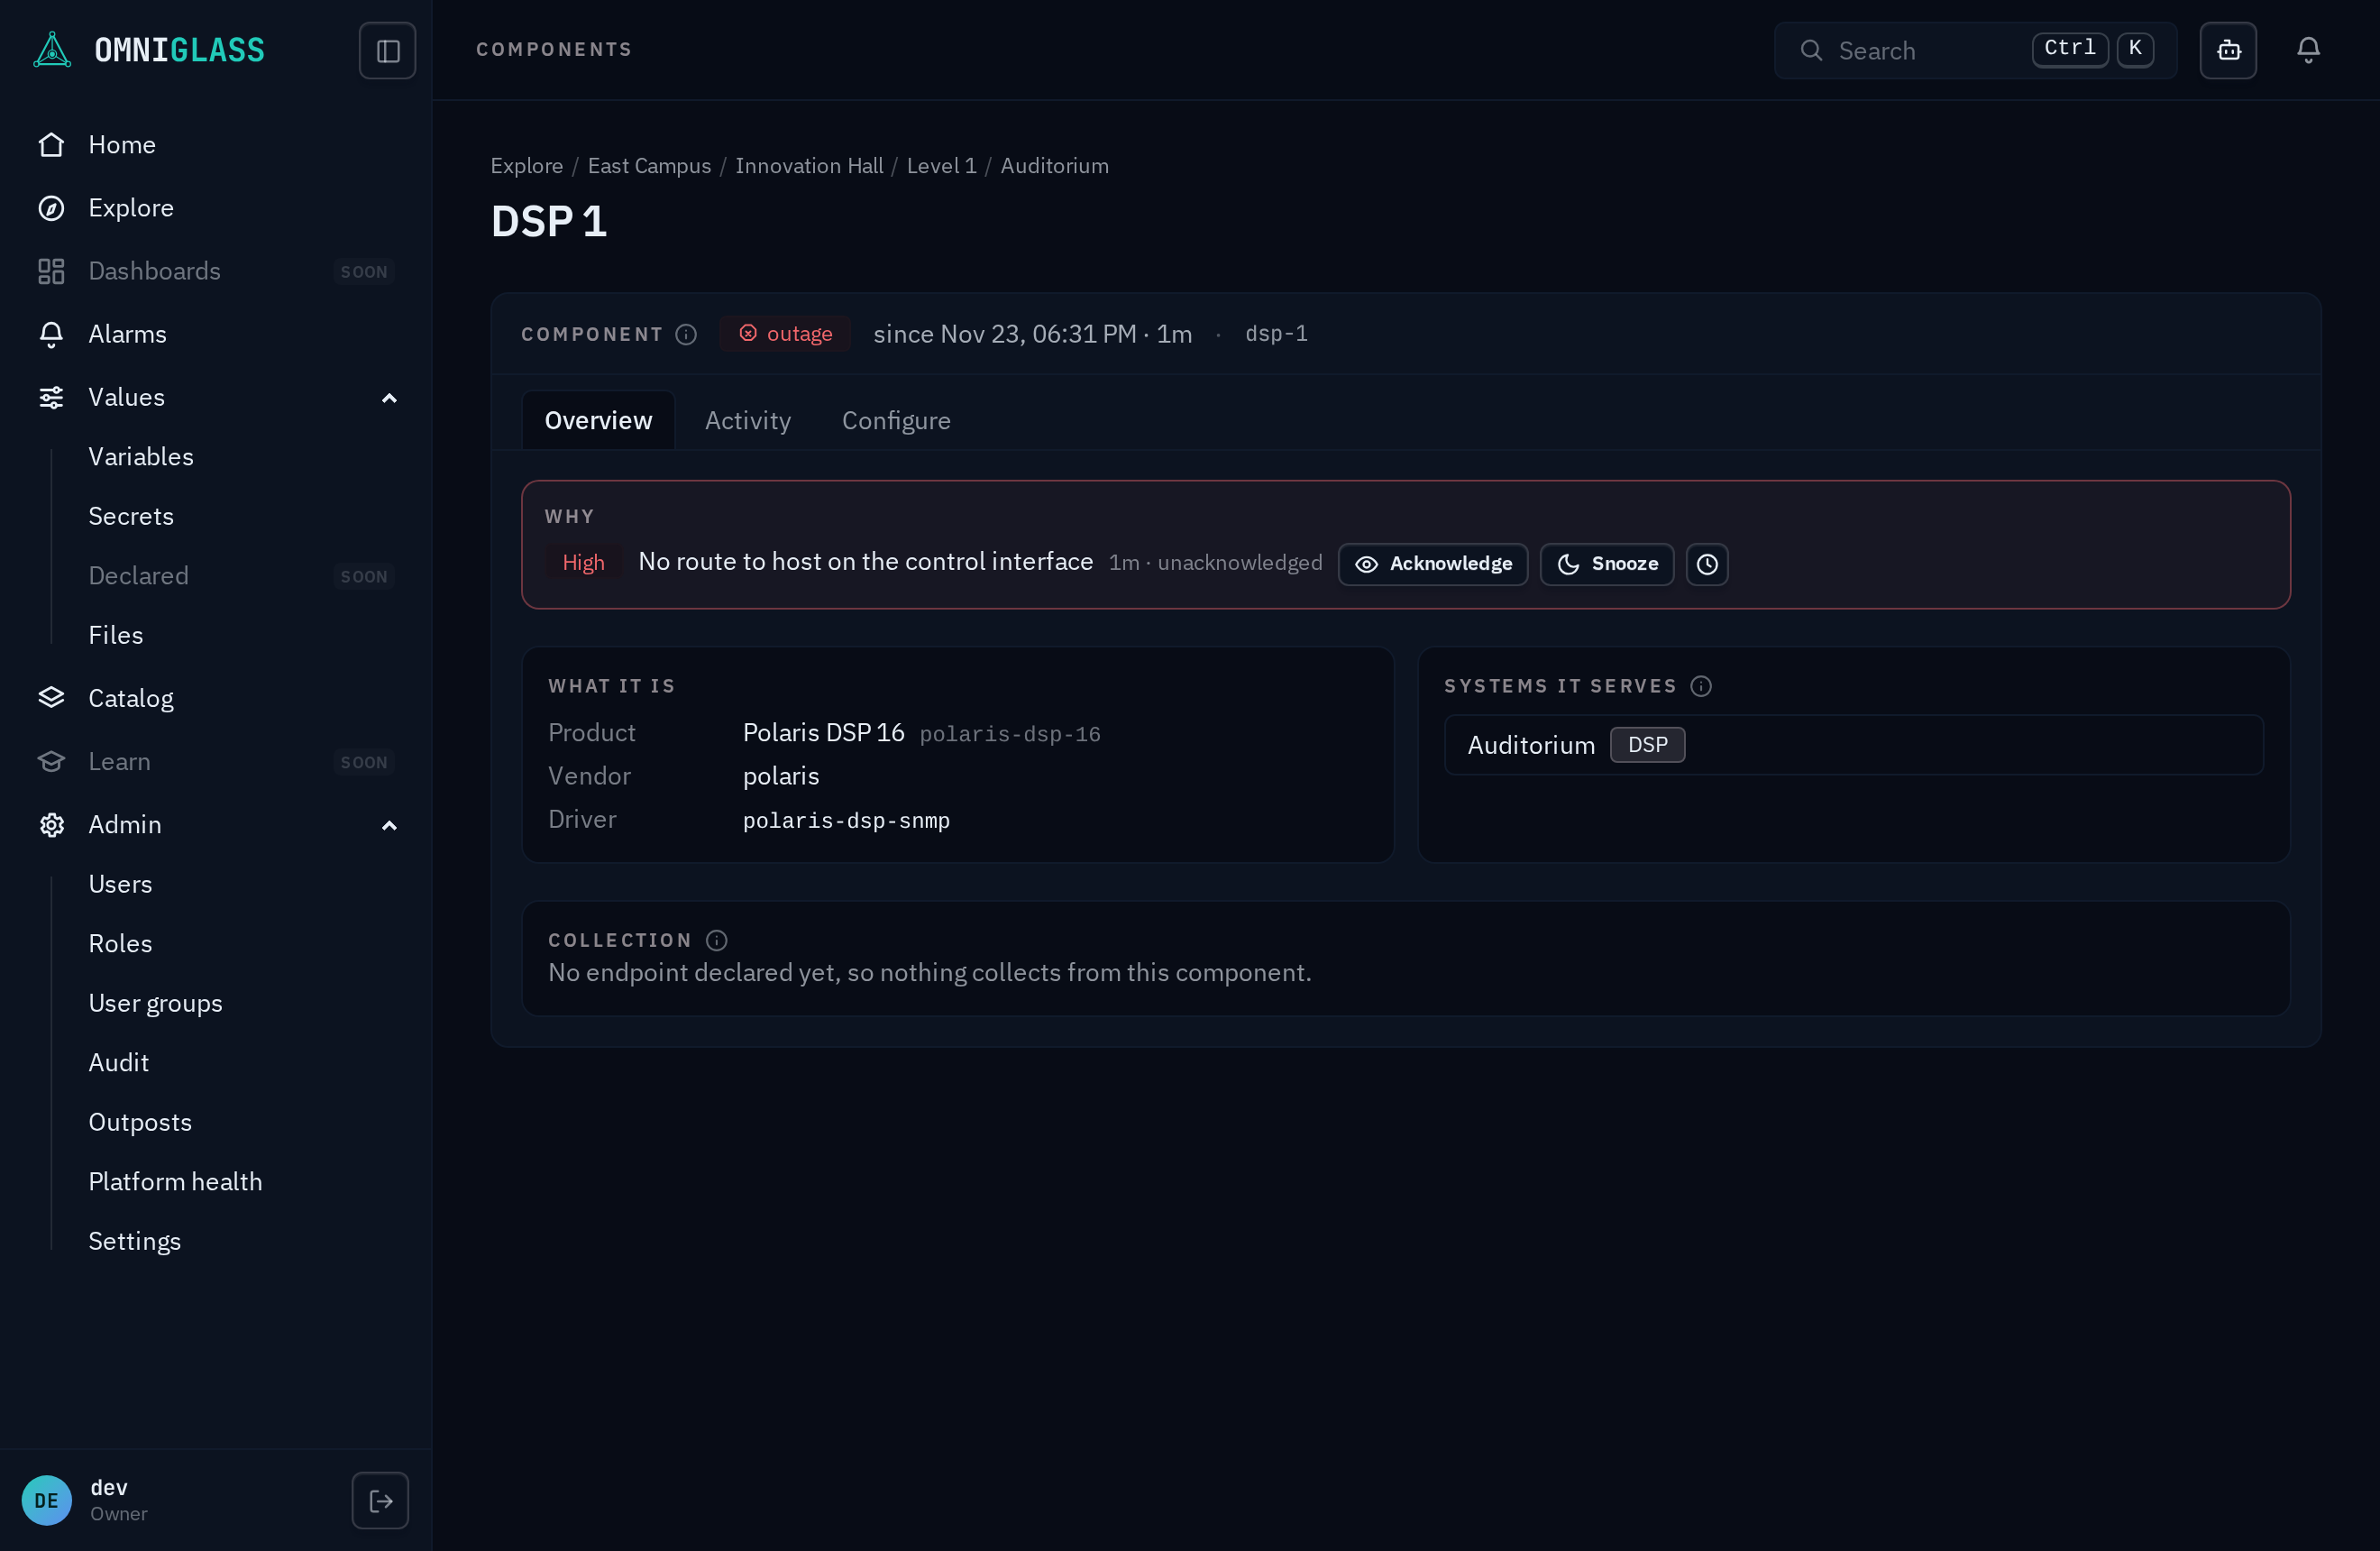 OMNIGLASS
Home
Explore
Dashboards SOON
Alarms
Values
Variables
Secrets
Declared SOON
Files
Catalog
Learn SOON
Admin
Users
Roles
User groups
Audit
Outposts
Platform health
Settings
DE dev
Owner
COMPONENTS
Search Ctrl K
Explore / East Campus / Innovation Hall / Level 1 / Auditorium
DSP 1
COMPONENT outage since Nov 23, 06:31 PM · 1m · dsp-1
Overview Activity Configure
WHY
High No route to host on the control interface 1m · unacknowledged Acknowledge Snooze
WHAT IT IS
Product Polaris DSP 16 polaris-dsp-16
Vendor polaris
Driver polaris-dsp-snmp
SYSTEMS IT SERVES
Auditorium DSP
COLLECTION
No endpoint declared yet, so nothing collects from this component.